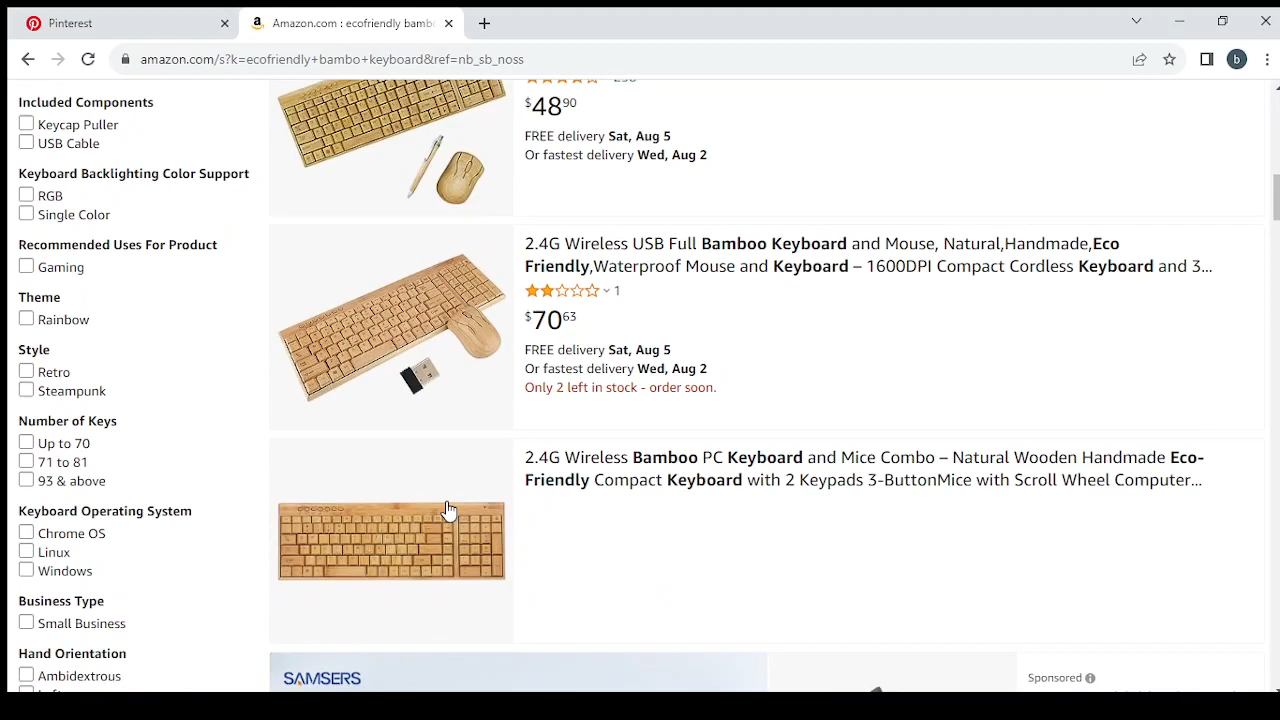 Pinterest
Amazon.com : ecofriendly bamb
amazon.com/s?k=ecofriendly+bambo+keyboard&ref=nb_sb_noss
b
Included Components
Keycap Puller
USB Cable
Keyboard Backlighting Color Support
RGB
Single Color
Recommended Uses For Product
Gaming
Theme
Rainbow
Style
Retro
Steampunk
Number of Keys
Up to 70
71 to 81
93 & above
Keyboard Operating System
Chrome OS
Linux
Windows
Business Type
Small Business
Hand Orientation
Ambidextrous
$48.90
FREE delivery Sat, Aug 5
Or fastest delivery Wed, Aug 2
2.4G Wireless USB Full Bamboo Keyboard and Mouse, Natural,Handmade,Eco
Friendly,Waterproof Mouse and Keyboard – 1600DPI Compact Cordless Keyboard and 3...
1
$70.63
FREE delivery Sat, Aug 5
Or fastest delivery Wed, Aug 2
Only 2 left in stock - order soon.
2.4G Wireless Bamboo PC Keyboard and Mice Combo – Natural Wooden Handmade Eco-
Friendly Compact Keyboard with 2 Keypads 3-ButtonMice with Scroll Wheel Computer...
SAMSERS
Sponsored